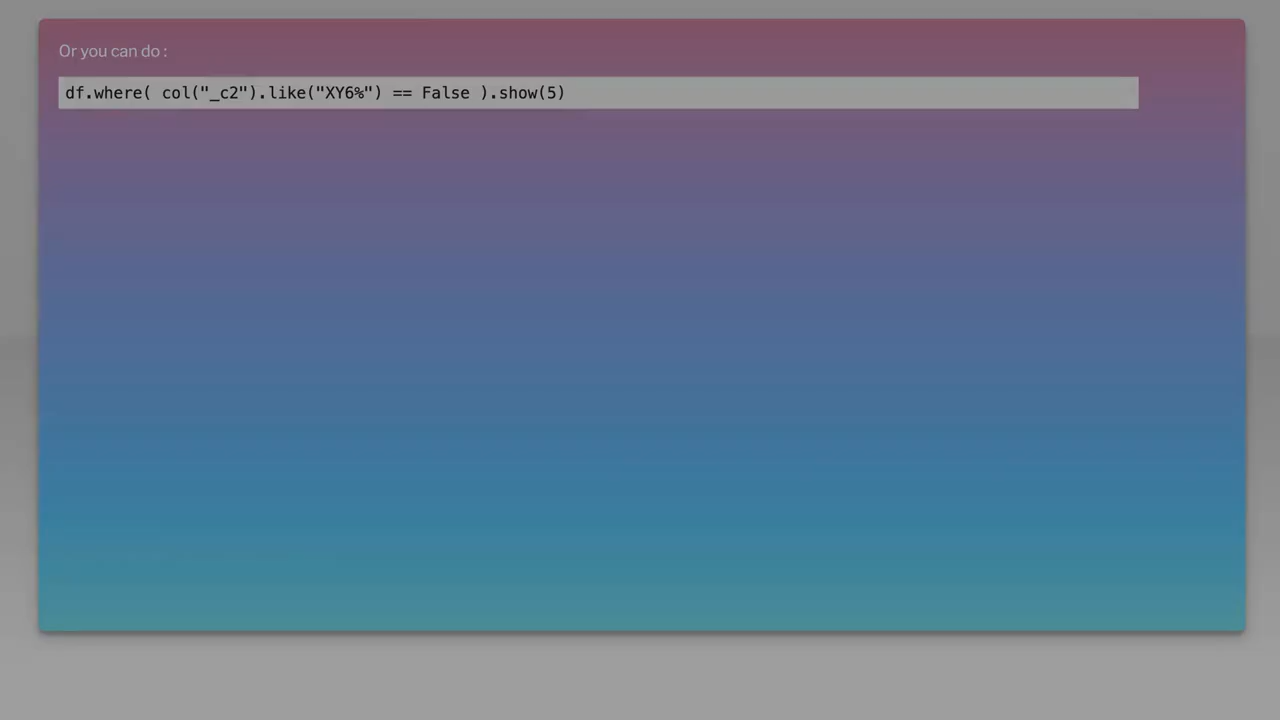 Or you can do :
df.where( col("_c2").like("XY6%") == False ).show(5)